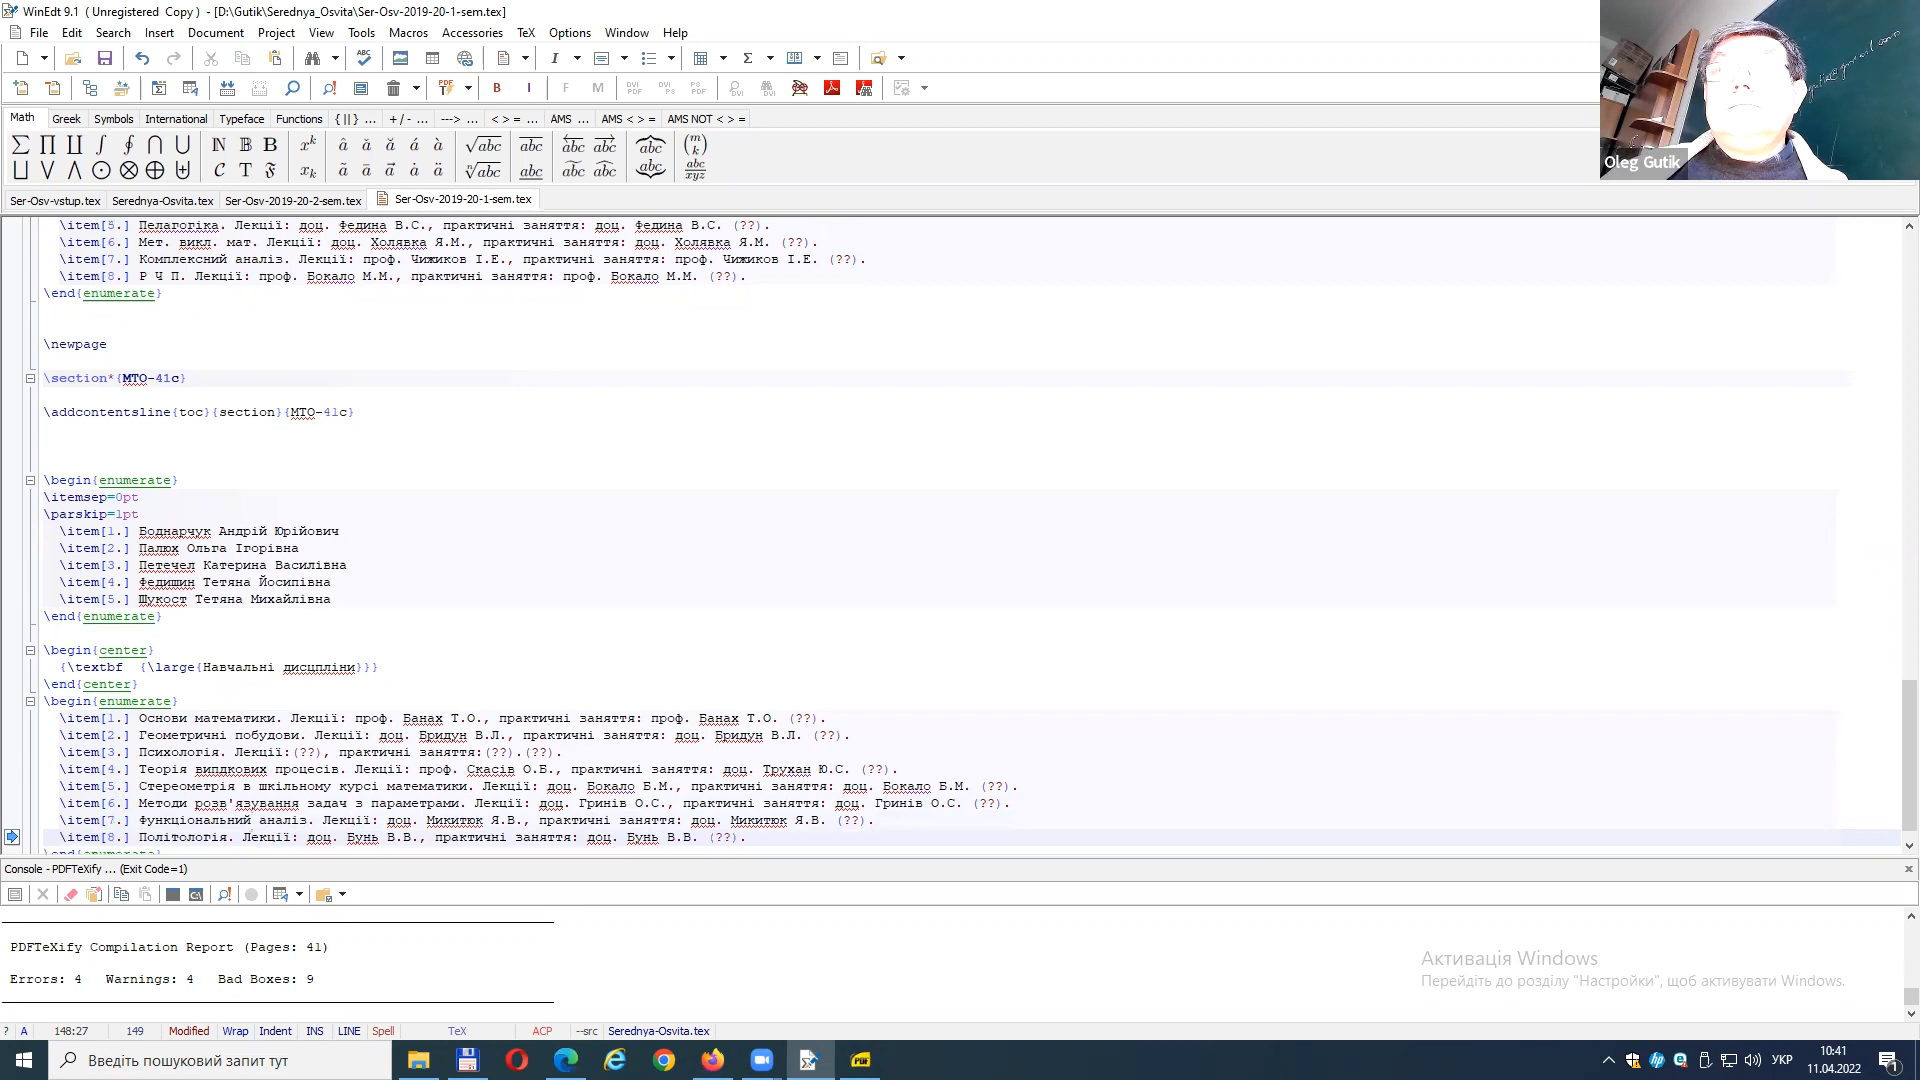 WinEdt 9.1 ( Unregistered Copy ) - [D:\Gutik\Serednya_Osvita\Ser-Osv-2019-20-1-sem.tex]
File Edit Search Insert Document Project View Tools Macros Accessories TeX Options Window Help
Math Greek Symbols International Typeface Functions { || } ... + / - ... ---> ... < > = ... AMS ... AMS < > = AMS NOT < > =
Oleg Gutik
Ser-Osv-vstup.tex Serednya-Osvita.tex Ser-Osv-2019-20-2-sem.tex Ser-Osv-2019-20-1-sem.tex
\item[5.] Пелагогіка. Лекції: доц. Федина В.С., практичні заняття: доц. Федина В.С. (??).
\item[6.] Мет. викл. мат. Лекції: доц. Холявка Я.М., практичні заняття: доц. Холявка Я.М. (??).
\item[7.] Комплексний аналіз. Лекції: проф. Чижиков І.Е., практичні заняття: проф. Чижиков І.Е. (??).
\item[8.] Р Ч П. Лекції: проф. Бокало М.М., практичні заняття: проф. Бокало М.М. (??).
\end{enumerate}
\newpage
\section*{МТО-41с}
\addcontentsline{toc}{section}{МТО-41с}
\begin{enumerate}
\itemsep=0pt
\parskip=1pt
\item[1.] Боднарчук Андрій Юрійович
\item[2.] Палюх Ольга Ігорівна
\item[3.] Петечел Катерина Василівна
\item[4.] Федишин Тетяна Йосипівна
\item[5.] Шукост Тетяна Михайлівна
\end{enumerate}
\begin{center}
{\textbf {\large{Навчальні дисцпліни}}}
\end{center}
\begin{enumerate}
\item[1.] Основи математики. Лекції: проф. Банах Т.О., практичні заняття: проф. Банах Т.О. (??).
\item[2.] Геометричні побудови. Лекції: доц. Бридун В.Л., практичні заняття: доц. Бридун В.Л. (??).
\item[3.] Психологія. Лекції:(??), практичні заняття:(??).(??).
\item[4.] Теорія випдкових процесів. Лекції: проф. Скасів О.Б., практичні заняття: доц. Трухан Ю.С. (??).
\item[5.] Стереометрія в шкільному курсі математики. Лекції: доц. Бокало Б.М., практичні заняття: доц. Бокало Б.М. (??).
\item[6.] Методи розв'язування задач з параметрами. Лекції: доц. Гринів О.С., практичні заняття: доц. Гринів О.С. (??).
\item[7.] Функціональний аналіз. Лекції: доц. Микитюк Я.В., практичні заняття: доц. Микитюк Я.В. (??).
\item[8.] Політологія. Лекції: доц. Бунь В.В., практичні заняття: доц. Бунь В.В. (??).
\end{enumerate}
Console - PDFTeXify ... (Exit Code=1)
PDFTeXify Compilation Report (Pages: 41)
Errors: 4 Warnings: 4 Bad Boxes: 9
Активація Windows
Перейдіть до розділу "Настройки", щоб активувати Windows.
? A 148:27 149 Modified Wrap Indent INS LINE Spell TeX ACP --src Serednya-Osvita.tex
Введіть пошуковий запит тут
УКР
10:41
11.04.2022